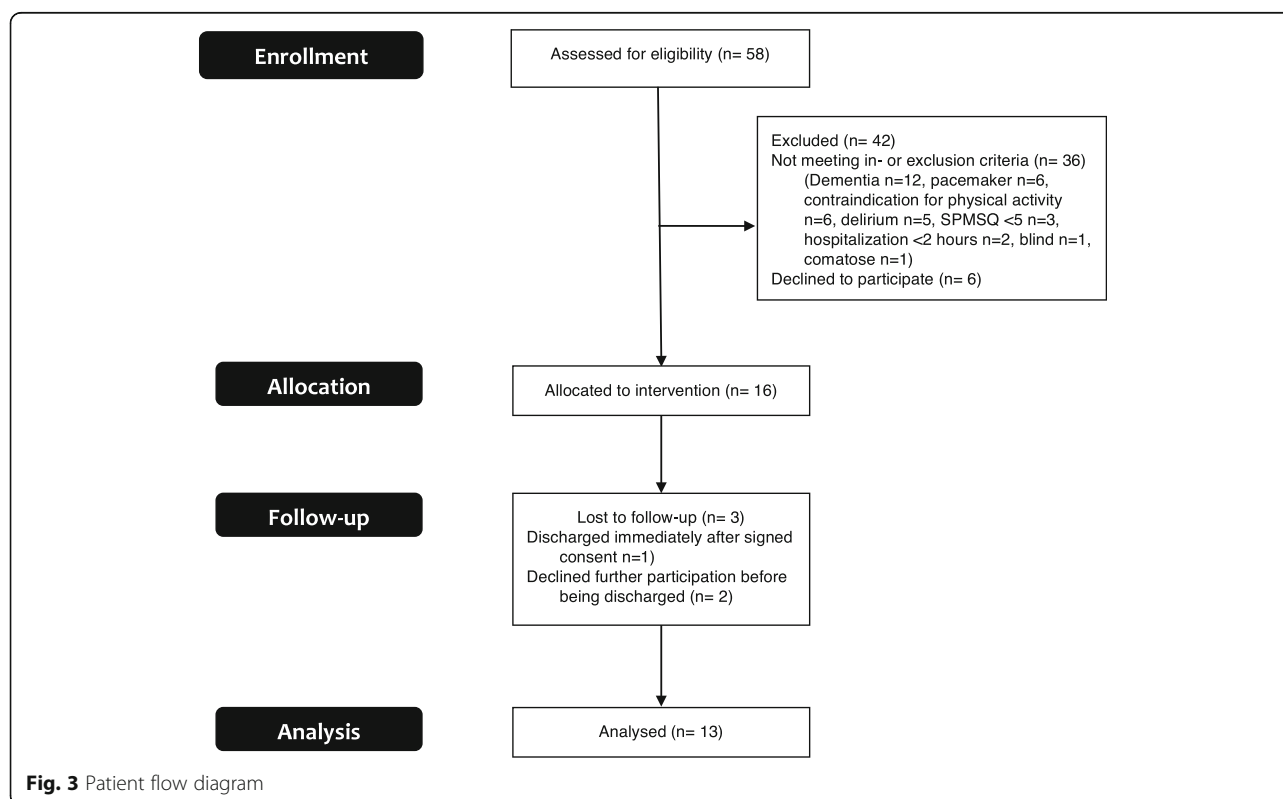 Enrollment
Assessed for eligibility (n= 58)
Excluded (n= 42)
Not meeting in- or exclusion criteria (n= 36)
(Dementia n=12, pacemaker n=6,
contraindication for physical activity
n=6, delirium n=5, SPMSQ <5 n=3,
hospitalization <2 hours n=2, blind n=1,
comatose n=1)
Declined to participate (n= 6)
Allocation
Allocated to intervention (n= 16)
Follow-up
Lost to follow-up (n= 3)
Discharged immediately after signed
consent n=1)
Declined further participation before
being discharged (n= 2)
Analysis
Analysed (n= 13)
Fig. 3 Patient flow diagram